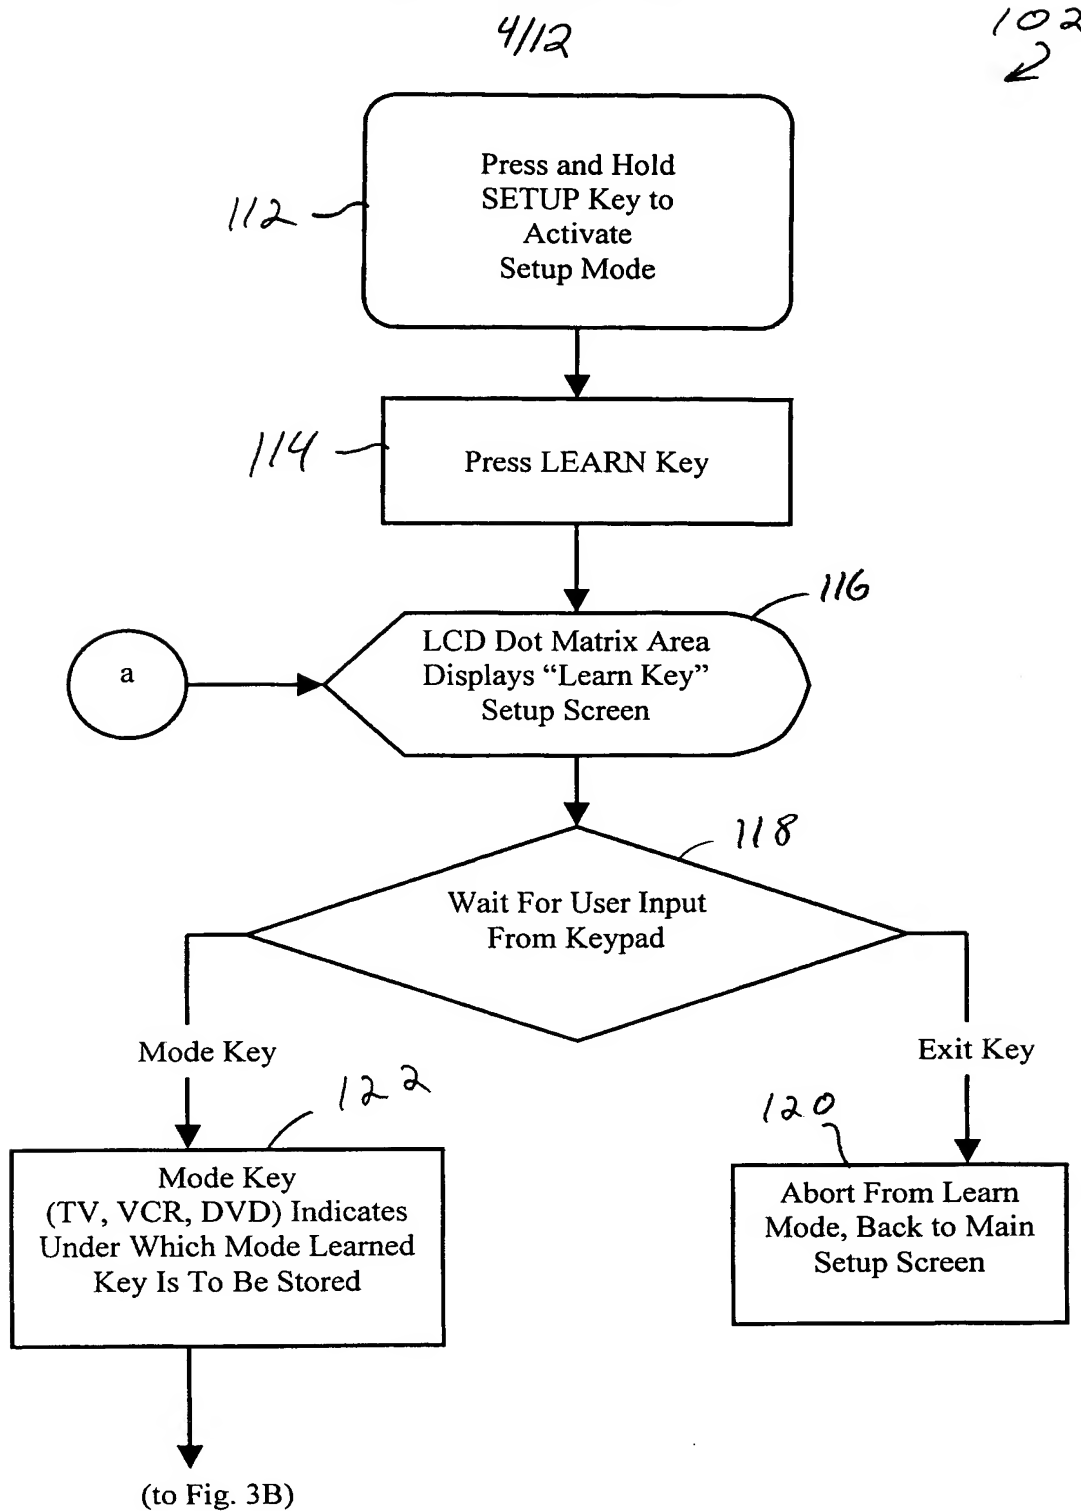 4/12
102
112
Press and Hold
SETUP Key to
Activate
Setup Mode
114
Press LEARN Key
116
a
LCD Dot Matrix Area
Displays “Learn Key”
Setup Screen
118
Wait For User Input
From Keypad
Mode Key
Exit Key
122
120
Mode Key
(TV, VCR, DVD) Indicates
Under Which Mode Learned
Key Is To Be Stored
Abort From Learn
Mode, Back to Main
Setup Screen
(to Fig. 3B)